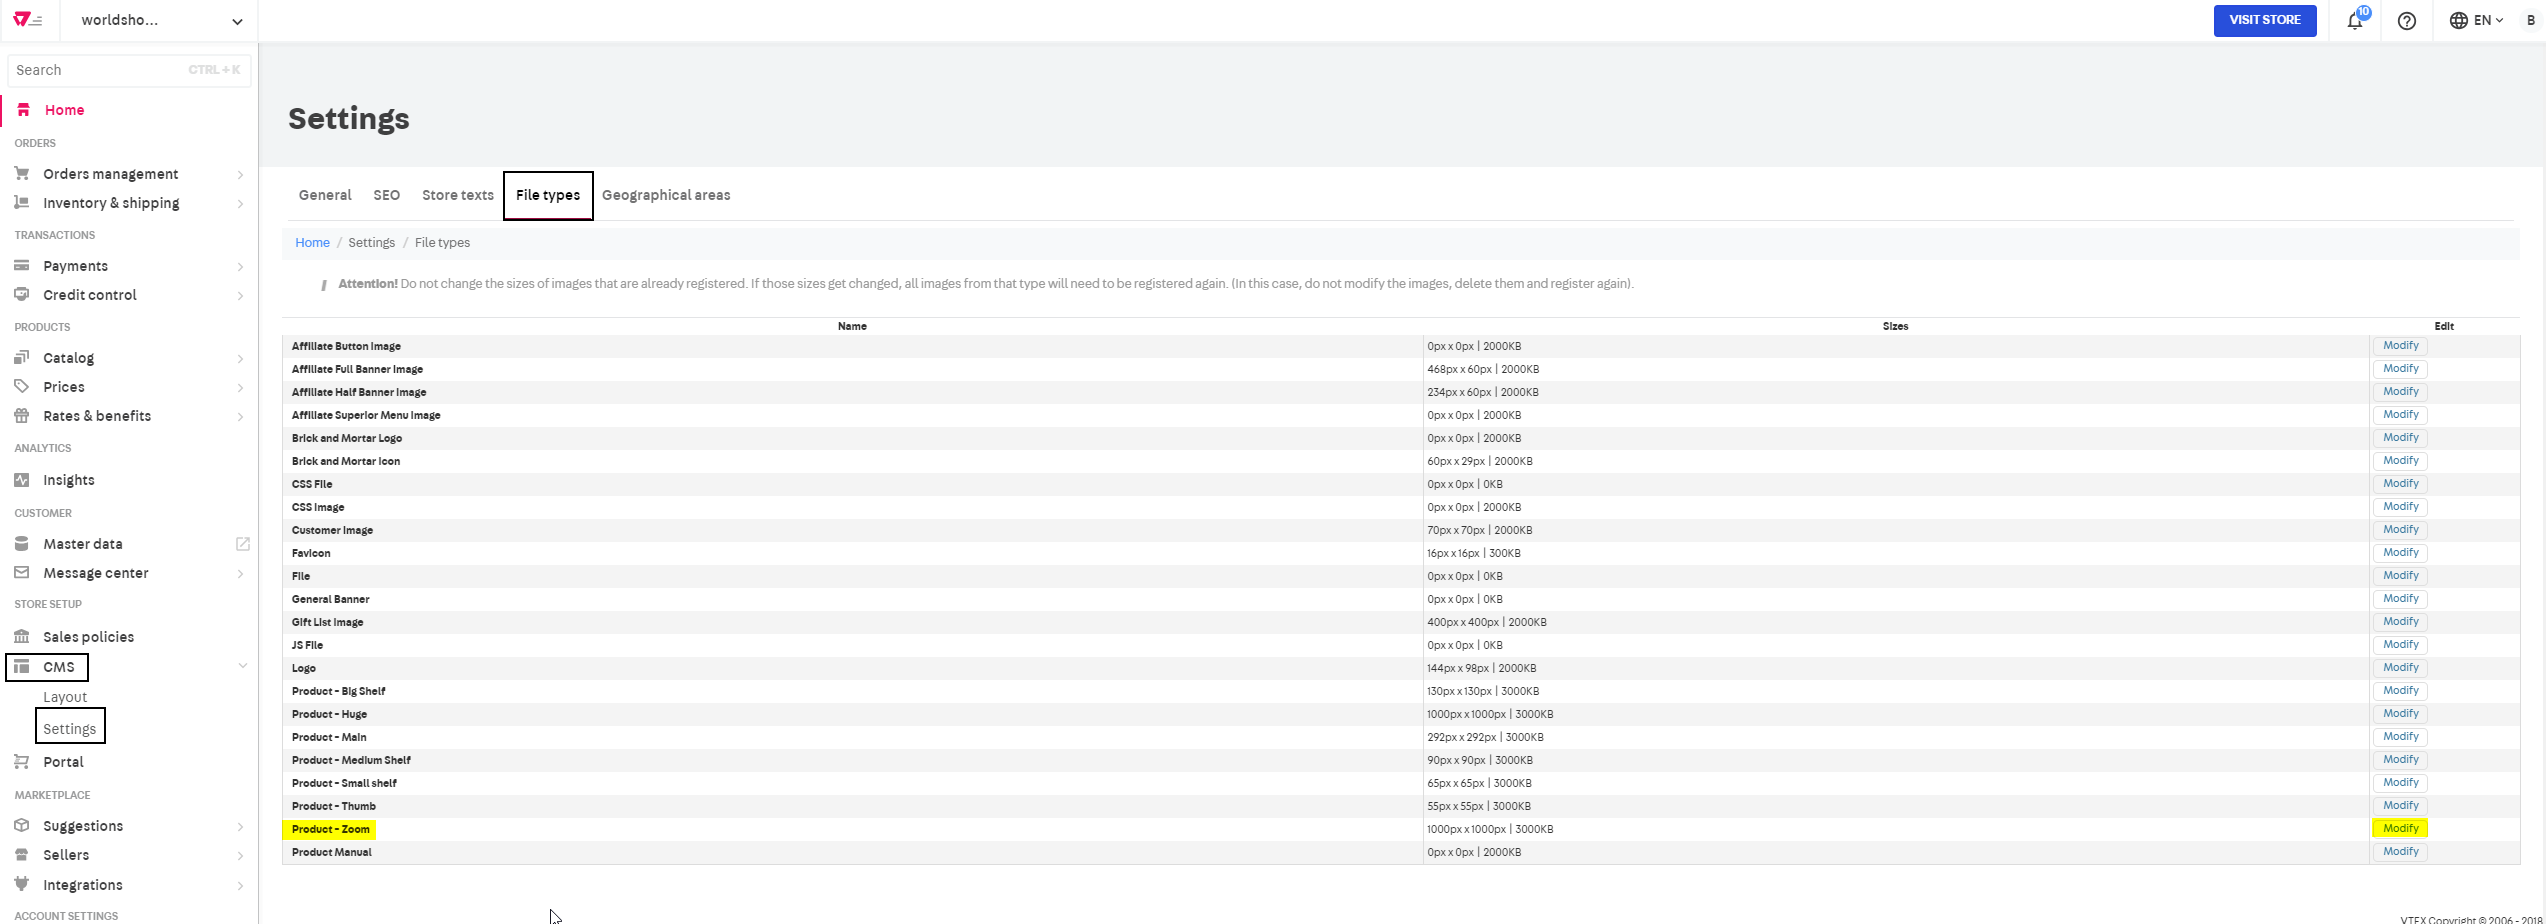 worldsho...
VISIT STORE
10
EN
B
Search CTRL + K
Home
ORDERS
Orders management
Inventory & shipping
TRANSACTIONS
Payments
Credit control
PRODUCTS
Catalog
Prices
Rates & benefits
ANALYTICS
Insights
CUSTOMER
Master data
Message center
STORE SETUP
Sales policies
CMS
Layout
Settings
Portal
MARKETPLACE
Suggestions
Sellers
Integrations
ACCOUNT SETTINGS
Settings
General SEO Store texts File types Geographical areas
Home / Settings / File types
Attention! Do not change the sizes of images that are already registered. If those sizes get changed, all images from that type will need to be registered again. (In this case, do not modify the images, delete them and register again).
Name Sizes Edit
Affiliate Button Image 0px x 0px | 2000KB Modify
Affiliate Full Banner Image 468px x 60px | 2000KB Modify
Affiliate Half Banner Image 234px x 60px | 2000KB Modify
Affiliate Superior Menu Image 0px x 0px | 2000KB Modify
Brick and Mortar Logo 0px x 0px | 2000KB Modify
Brick and Mortar Icon 60px x 29px | 2000KB Modify
CSS File 0px x 0px | 0KB Modify
CSS Image 0px x 0px | 2000KB Modify
Customer Image 70px x 70px | 2000KB Modify
Favicon 16px x 16px | 300KB Modify
File 0px x 0px | 0KB Modify
General Banner 0px x 0px | 0KB Modify
Gift List Image 400px x 400px | 2000KB Modify
JS File 0px x 0px | 0KB Modify
Logo 144px x 98px | 2000KB Modify
Product - Big Shelf 130px x 130px | 3000KB Modify
Product - Huge 1000px x 1000px | 3000KB Modify
Product - Main 292px x 292px | 3000KB Modify
Product - Medium Shelf 90px x 90px | 3000KB Modify
Product - Small shelf 65px x 65px | 3000KB Modify
Product - Thumb 55px x 55px | 3000KB Modify
Product - Zoom 1000px x 1000px | 3000KB Modify
Product Manual 0px x 0px | 2000KB Modify
VTEX Copyright © 2006 - 2018